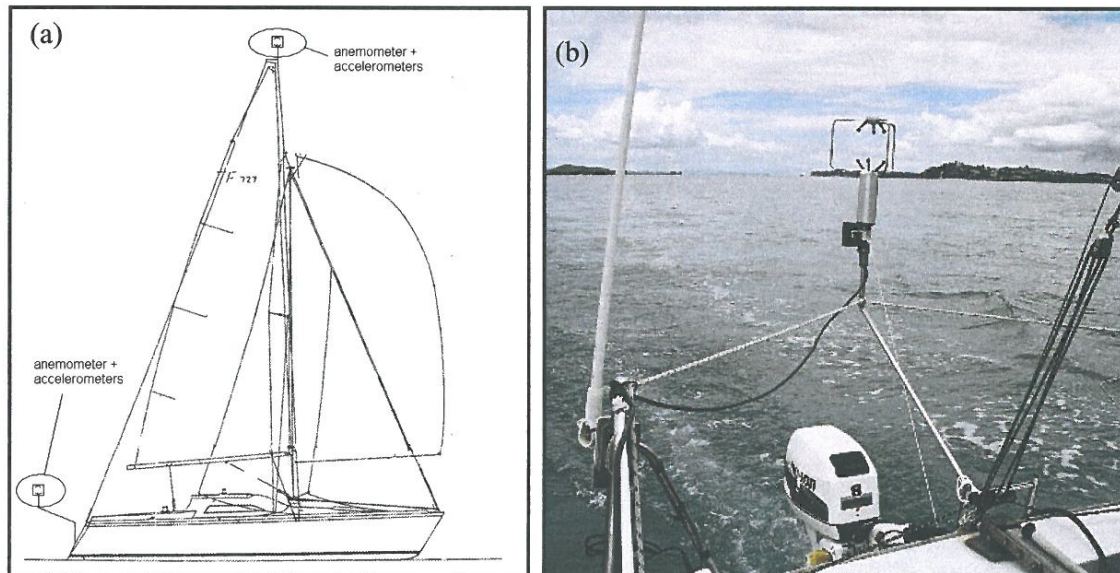 (a)
anemometer +
accelerometers
F 727
anemometer +
accelerometers
(b)
8